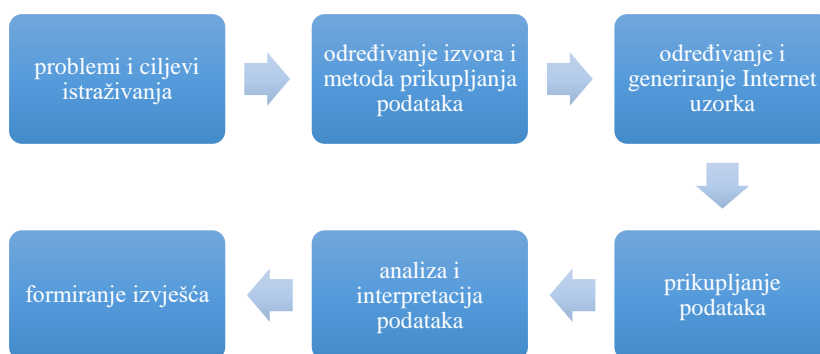 problemi i ciljevi
istraživanja
određivanje izvora i
metoda prikupljanja
podataka
određivanje i
generiranje Internet
uzorka
prikupljanje
podataka
analiza i
interpretacija
podataka
formiranje izvješća